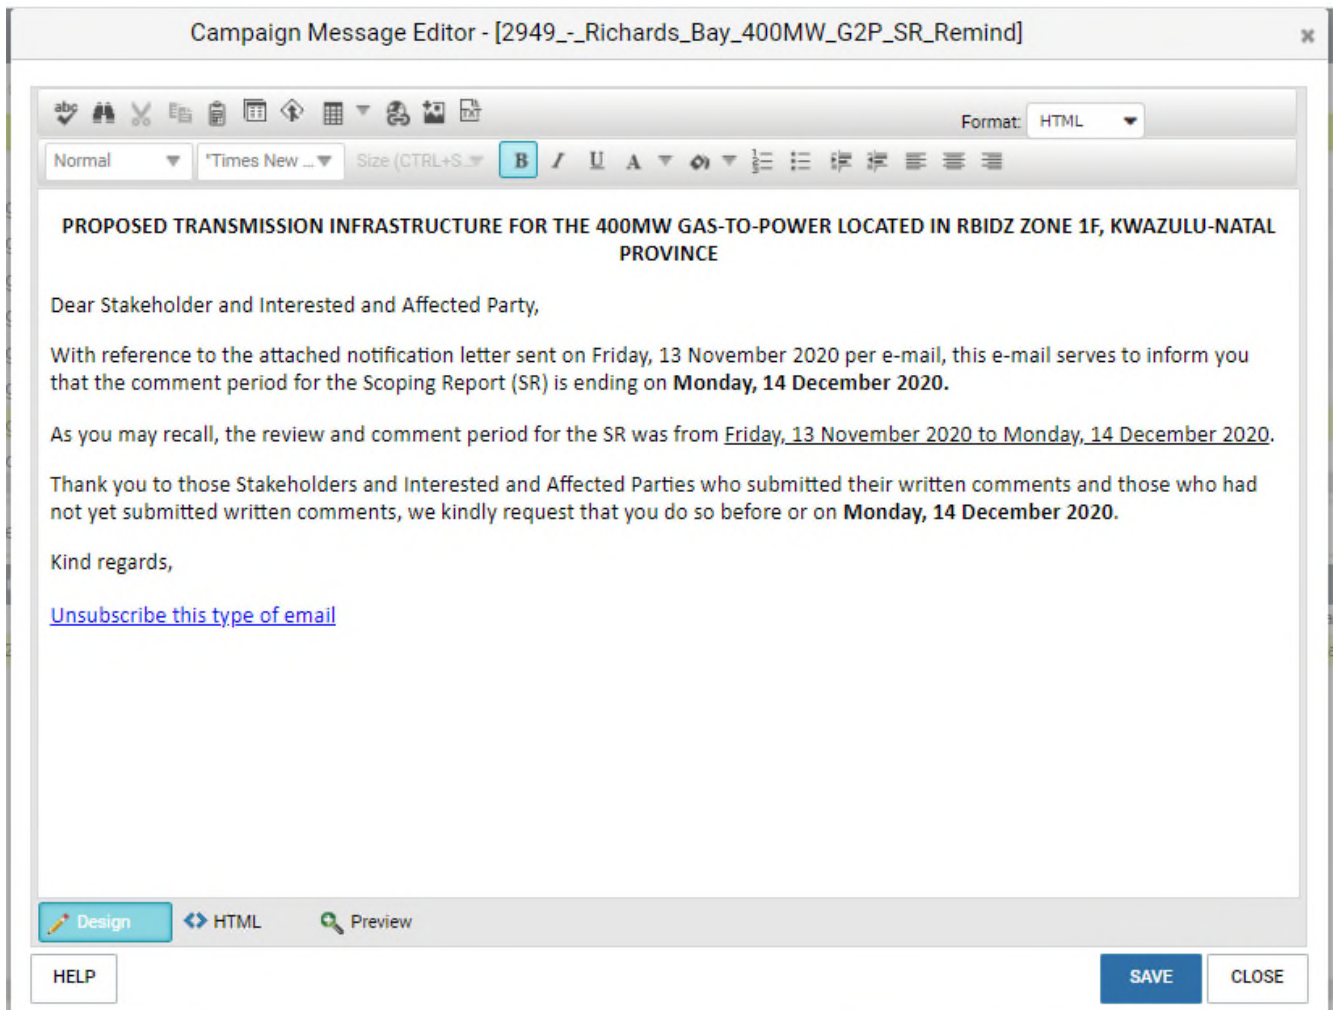 Campaign Message Editor - [2949_-_Richards_Bay_400MW_G2P_SR_Remind]
abc
TXT
Format: HTML
Normal "Times New ... Size (CTRL+S... B I U A
PROPOSED TRANSMISSION INFRASTRUCTURE FOR THE 400MW GAS-TO-POWER LOCATED IN RBIDZ ZONE 1F, KWAZULU-NATAL
PROVINCE
Dear Stakeholder and Interested and Affected Party,
With reference to the attached notification letter sent on Friday, 13 November 2020 per e-mail, this e-mail serves to inform you
that the comment period for the Scoping Report (SR) is ending on Monday, 14 December 2020.
As you may recall, the review and comment period for the SR was from Friday, 13 November 2020 to Monday, 14 December 2020.
Thank you to those Stakeholders and Interested and Affected Parties who submitted their written comments and those who had
not yet submitted written comments, we kindly request that you do so before or on Monday, 14 December 2020.
Kind regards,
Unsubscribe this type of email
Design HTML Preview
HELP SAVE CLOSE